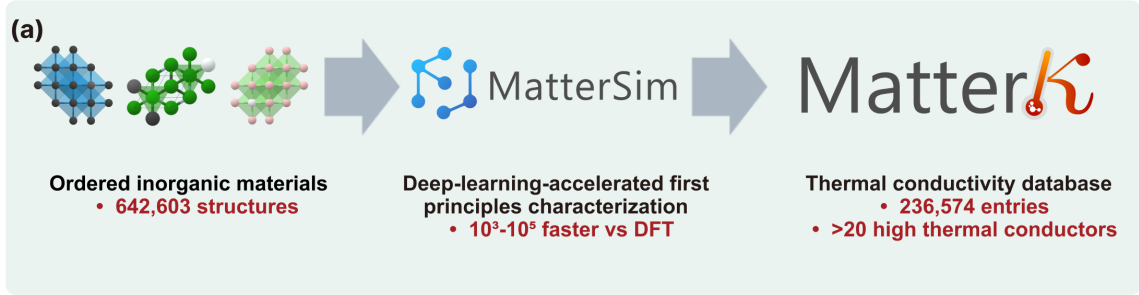 (a)
MatterSim
MatterK
Ordered inorganic materials
• 642,603 structures
Deep-learning-accelerated first
principles characterization
• 10³-10⁵ faster vs DFT
Thermal conductivity database
• 236,574 entries
• >20 high thermal conductors